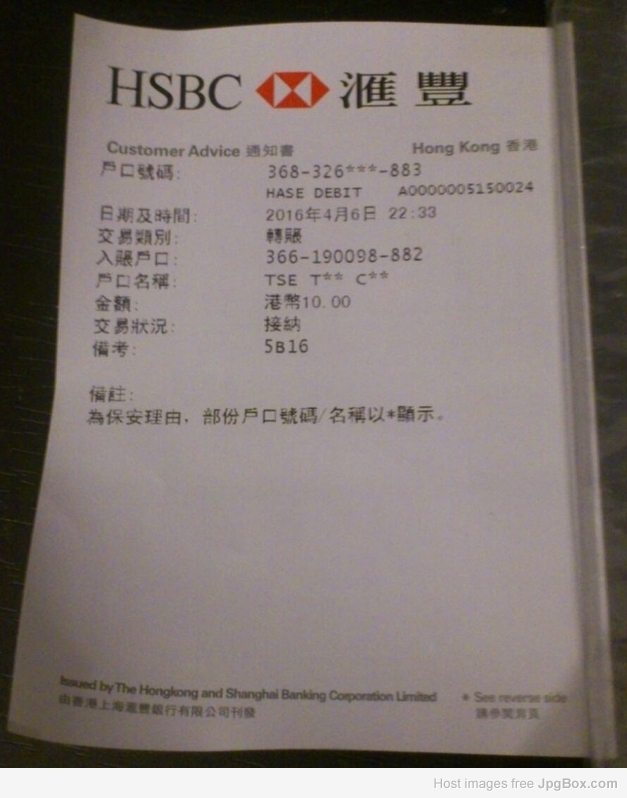 HSBC 滙豐
Customer Advice 通知書 Hong Kong 香港
戶口號碼: 368-326***-883
HASE DEBIT A0000005150024
日期及時間: 2016年4月6日 22:33
交易類別: 轉賬
入賬戶口: 366-190098-882
戶口名稱: TSE T** C**
金額: 港幣10.00
交易狀況: 接納
備考: 5B16
備註:
為保安理由，部份戶口號碼/名稱以*顯示。
Issued by The Hongkong and Shanghai Banking Corporation Limited * See reverse side
由香港上海滙豐銀行有限公司刊發 請參閱背頁
Host images free JpgBox.com